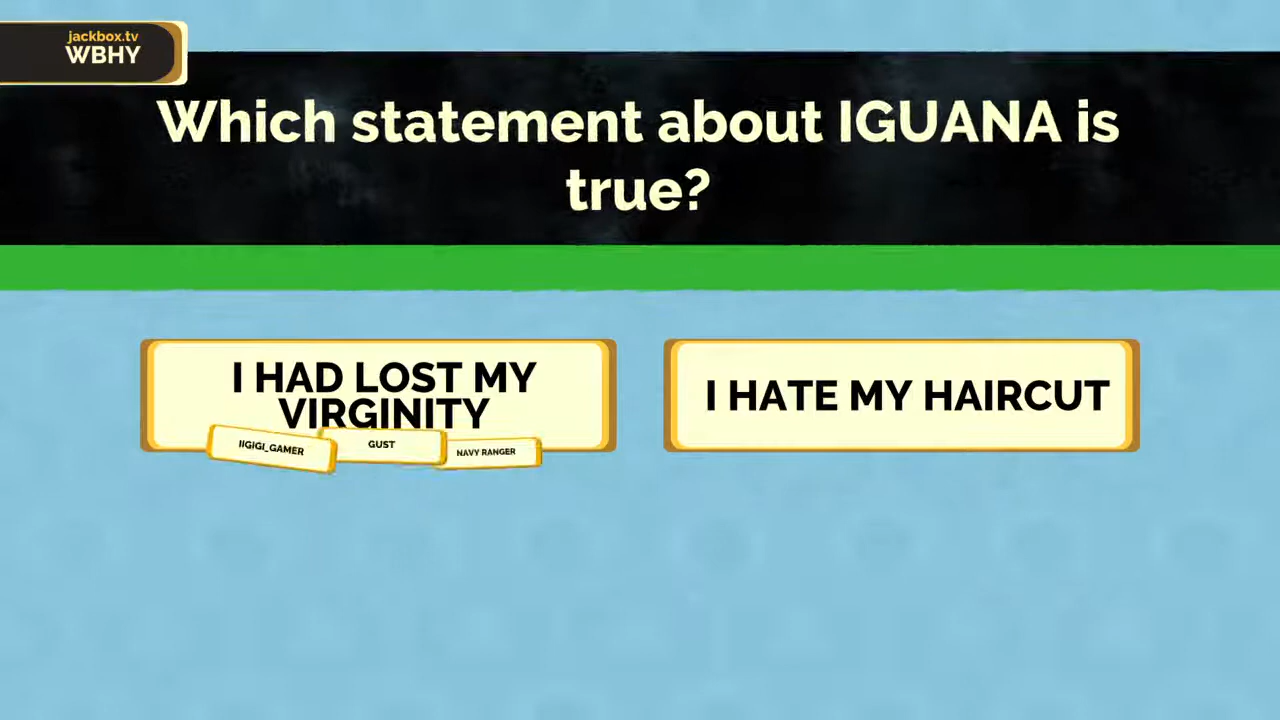 jackbox.tv
WBHY
Which statement about IGUANA is
true?
I HAD LOST MY
VIRGINITY
I HATE MY HAIRCUT
IIGIGI_GAMER
GUST
NAVY RANGER